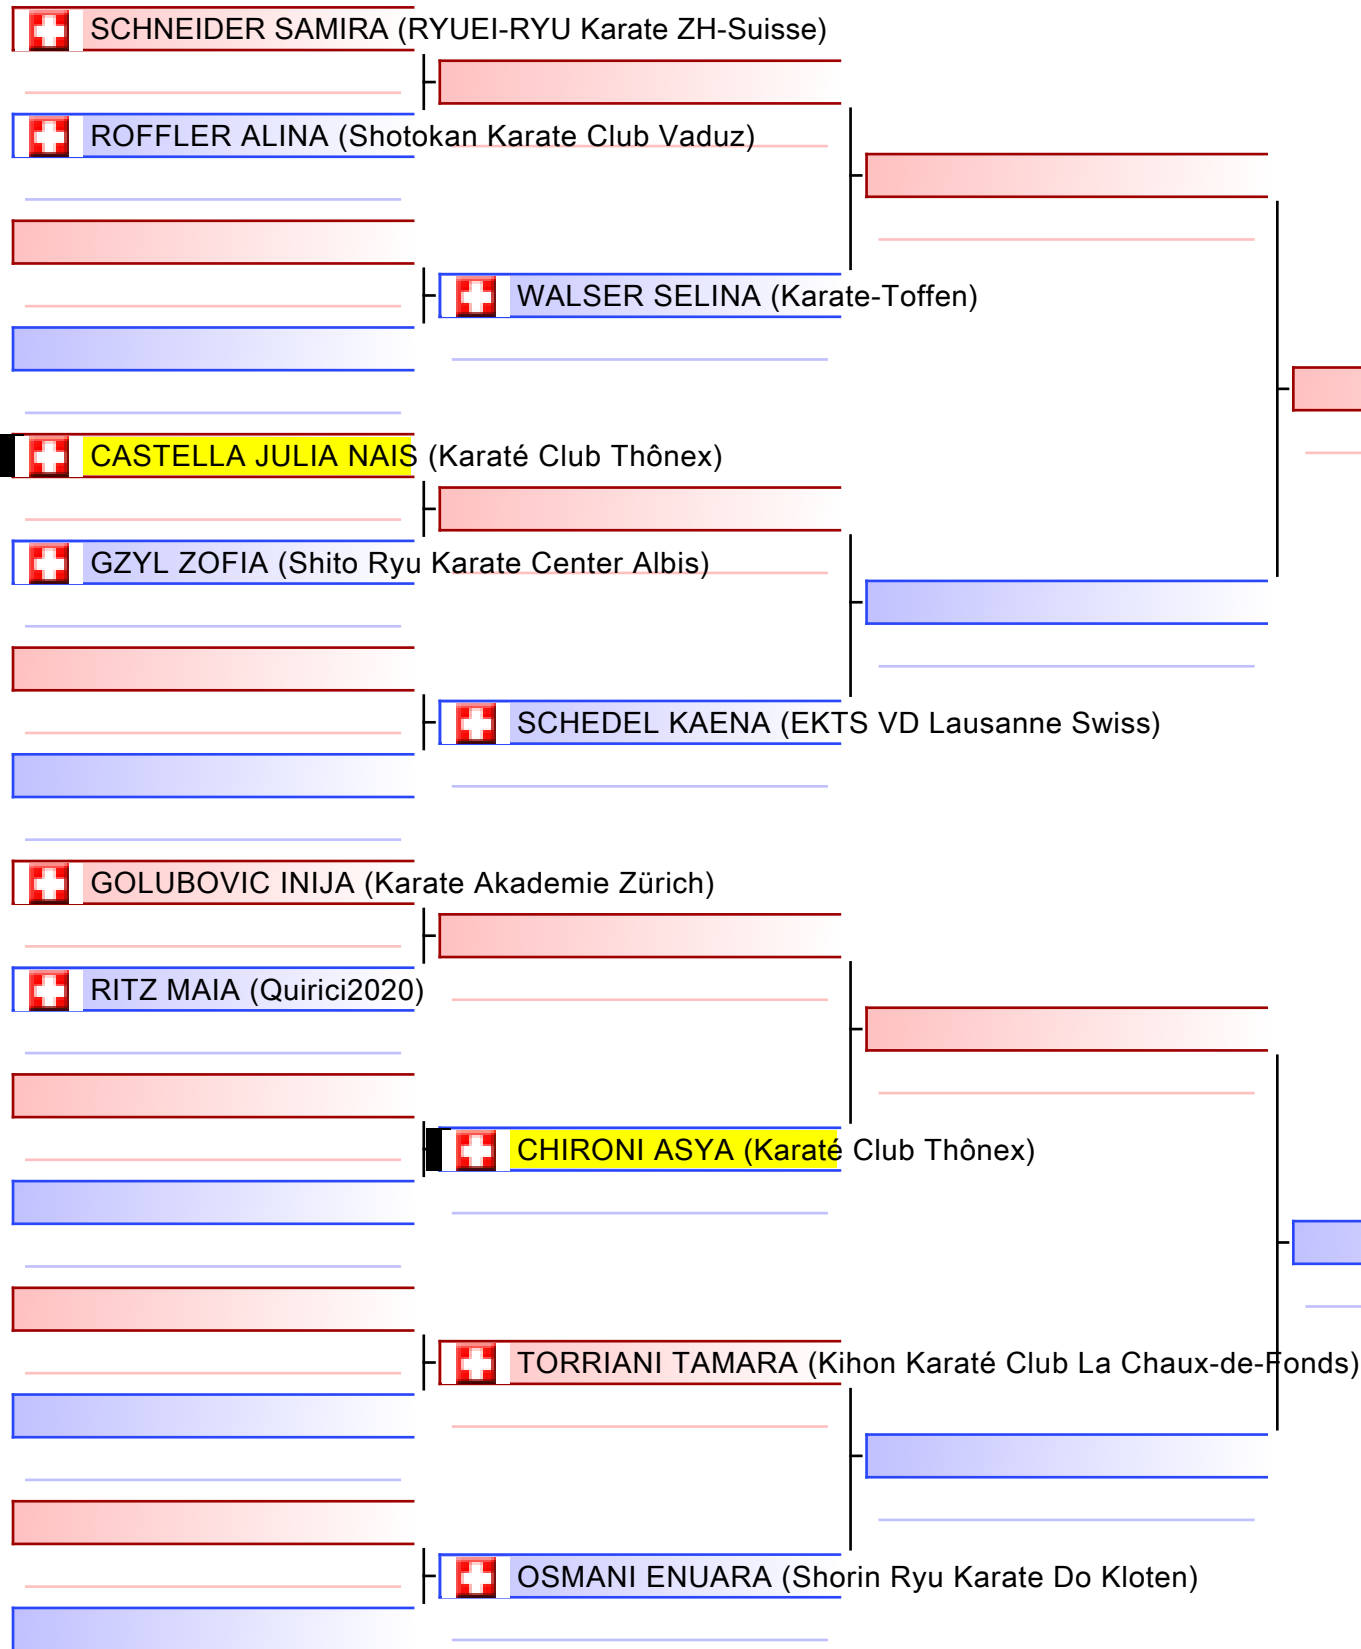 SCHNEIDER SAMIRA (RYUEI-RYU Karate ZH-Suisse)
ROFFLER ALINA (Shotokan Karate Club Vaduz)
WALSER SELINA (Karate-Toffen)
CASTELLA JULIA NAIS (Karaté Club Thônex)
GZYL ZOFIA (Shito Ryu Karate Center Albis)
SCHEDEL KAENA (EKTS VD Lausanne Swiss)
GOLUBOVIC INIJA (Karate Akademie Zürich)
RITZ MAIA (Quirici2020)
CHIRONI ASYA (Karaté Club Thônex)
TORRIANI TAMARA (Kihon Karaté Club La Chaux-de-Fonds)
OSMANI ENUARA (Shorin Ryu Karate Do Kloten)